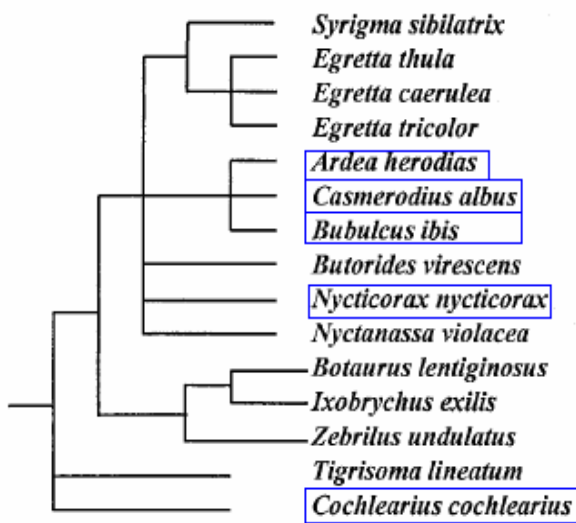 Syrigma sibilatrix
Egretta thula
Egretta caerulea
Egretta tricolor
Ardea herodias
Casmerodius albus
Bubulcus ibis
Butorides virescens
Nycticorax nycticorax
Nyctanassa violacea
Botaurus lentiginosus
Ixobrychus exilis
Zebrilus undulatus
Tigrisoma lineatum
Cochlearius cochlearius